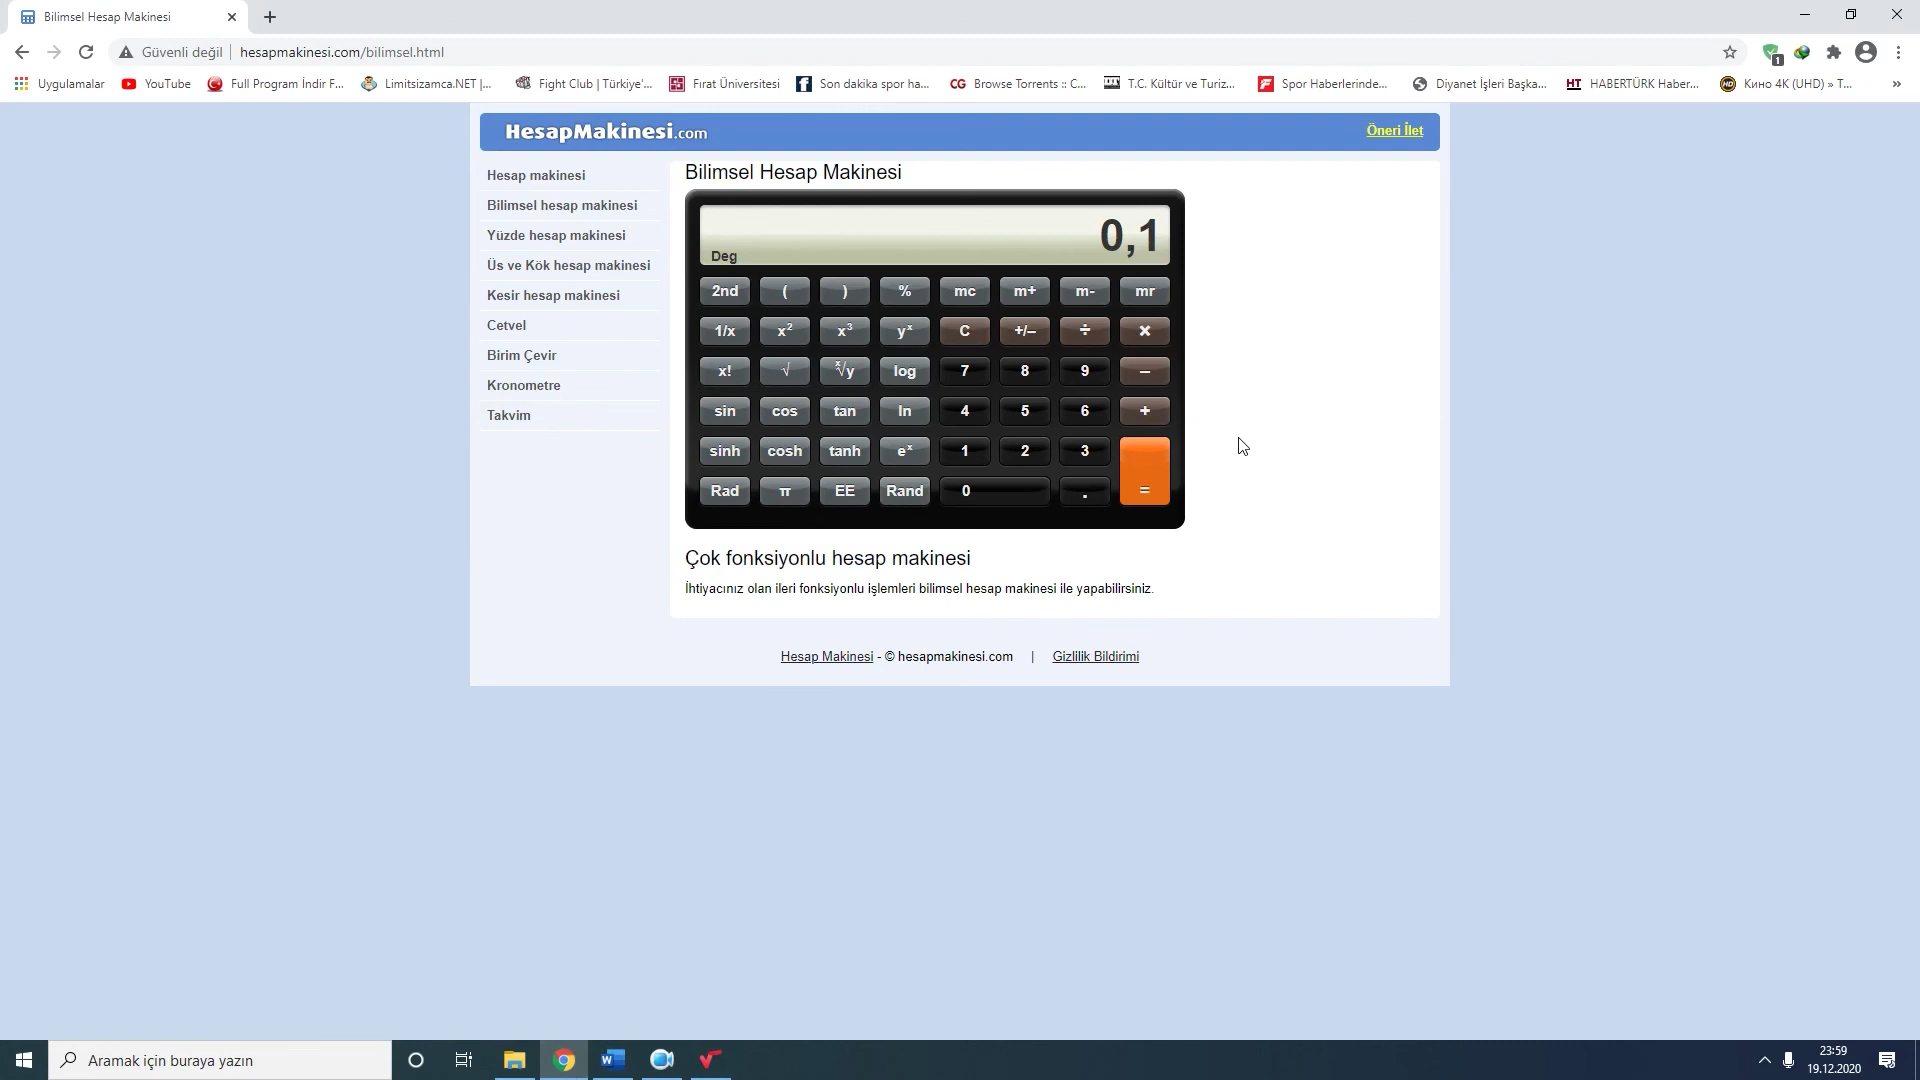 Bilimsel Hesap Makinesi
Güvenli değil
hesapmakinesi.com/bilimsel.html
1
Uygulamalar
YouTube
Full Program İndir F...
Limitsizamca.NET |...
Fight Club | Türkiye'...
Fırat Üniversitesi
Son dakika spor ha...
CG Browse Torrents :: C...
T.C. Kültür ve Turiz...
Spor Haberlerinde...
Diyanet İşleri Başka...
HT HABERTÜRK Haber...
Кино 4K (UHD) » T...
»
HesapMakinesi.com
Öneri İlet
Hesap makinesi
Bilimsel hesap makinesi
Yüzde hesap makinesi
Üs ve Kök hesap makinesi
Kesir hesap makinesi
Cetvel
Birim Çevir
Kronometre
Takvim
Bilimsel Hesap Makinesi
0,1
Deg
2nd ( ) % mc m+ m- mr
1/x x² x³ yˣ C +/– ÷ ×
x! √ ˣ√y log 7 8 9 –
sin cos tan ln 4 5 6 +
sinh cosh tanh eˣ 1 2 3
Rad π EE Rand 0 . =
Çok fonksiyonlu hesap makinesi
İhtiyacınız olan ileri fonksiyonlu işlemleri bilimsel hesap makinesi ile yapabilirsiniz.
Hesap Makinesi - © hesapmakinesi.com | Gizlilik Bildirimi
Aramak için buraya yazın
23:59
19.12.2020